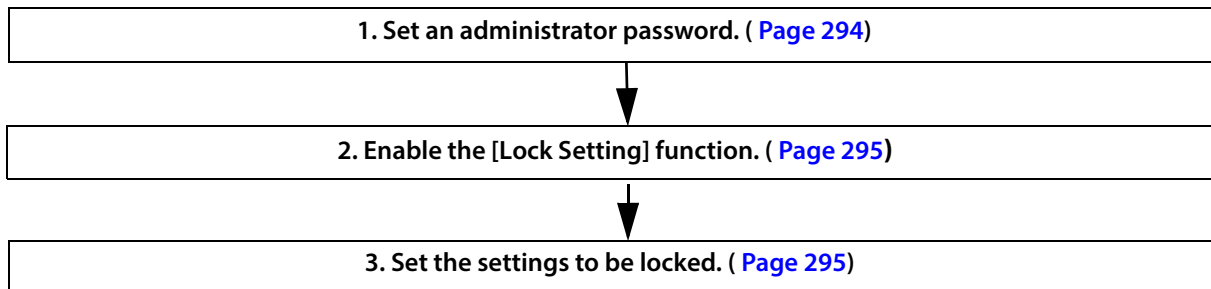 1. Set an administrator password. ( Page 294)
2. Enable the [Lock Setting] function. ( Page 295)
3. Set the settings to be locked. ( Page 295)